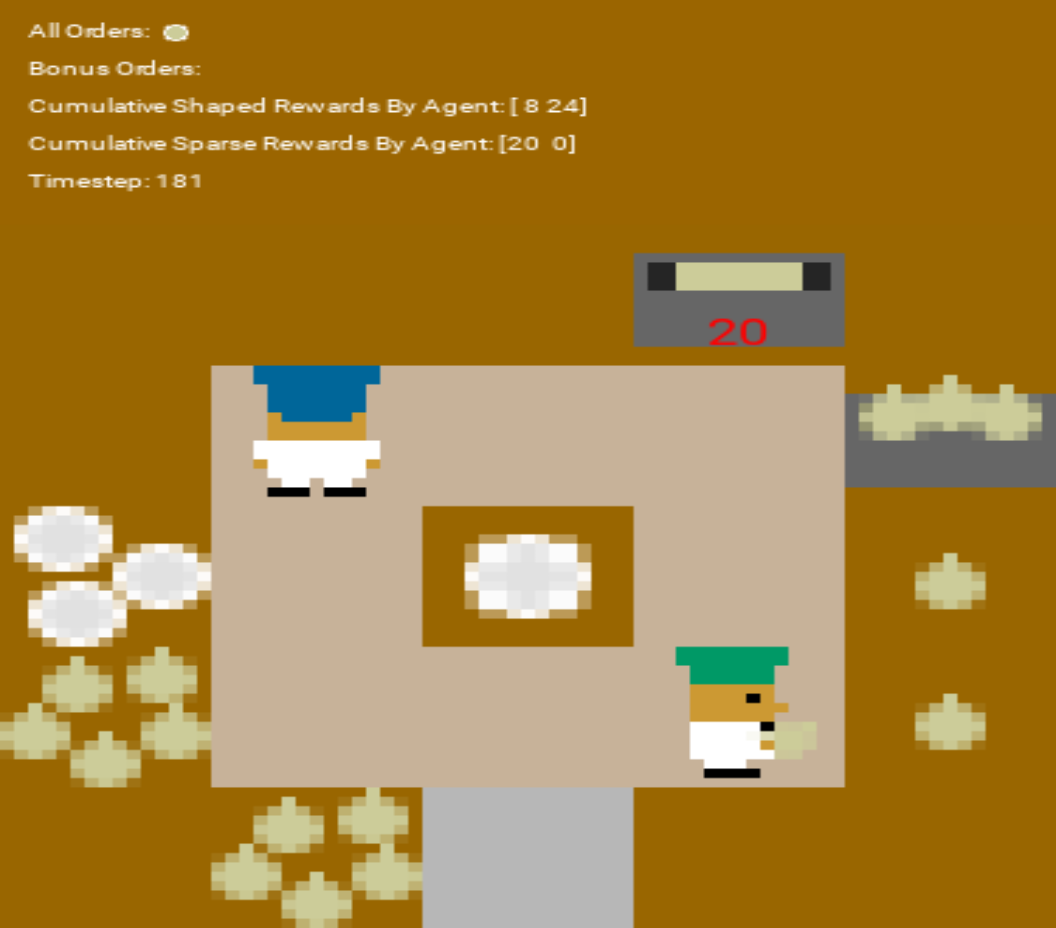 All Orders:
Bonus Orders:
Cumulative Shaped Rewards By Agent: [ 8 24]
Cumulative Sparse Rewards By Agent: [20  0]
Timestep: 181
20